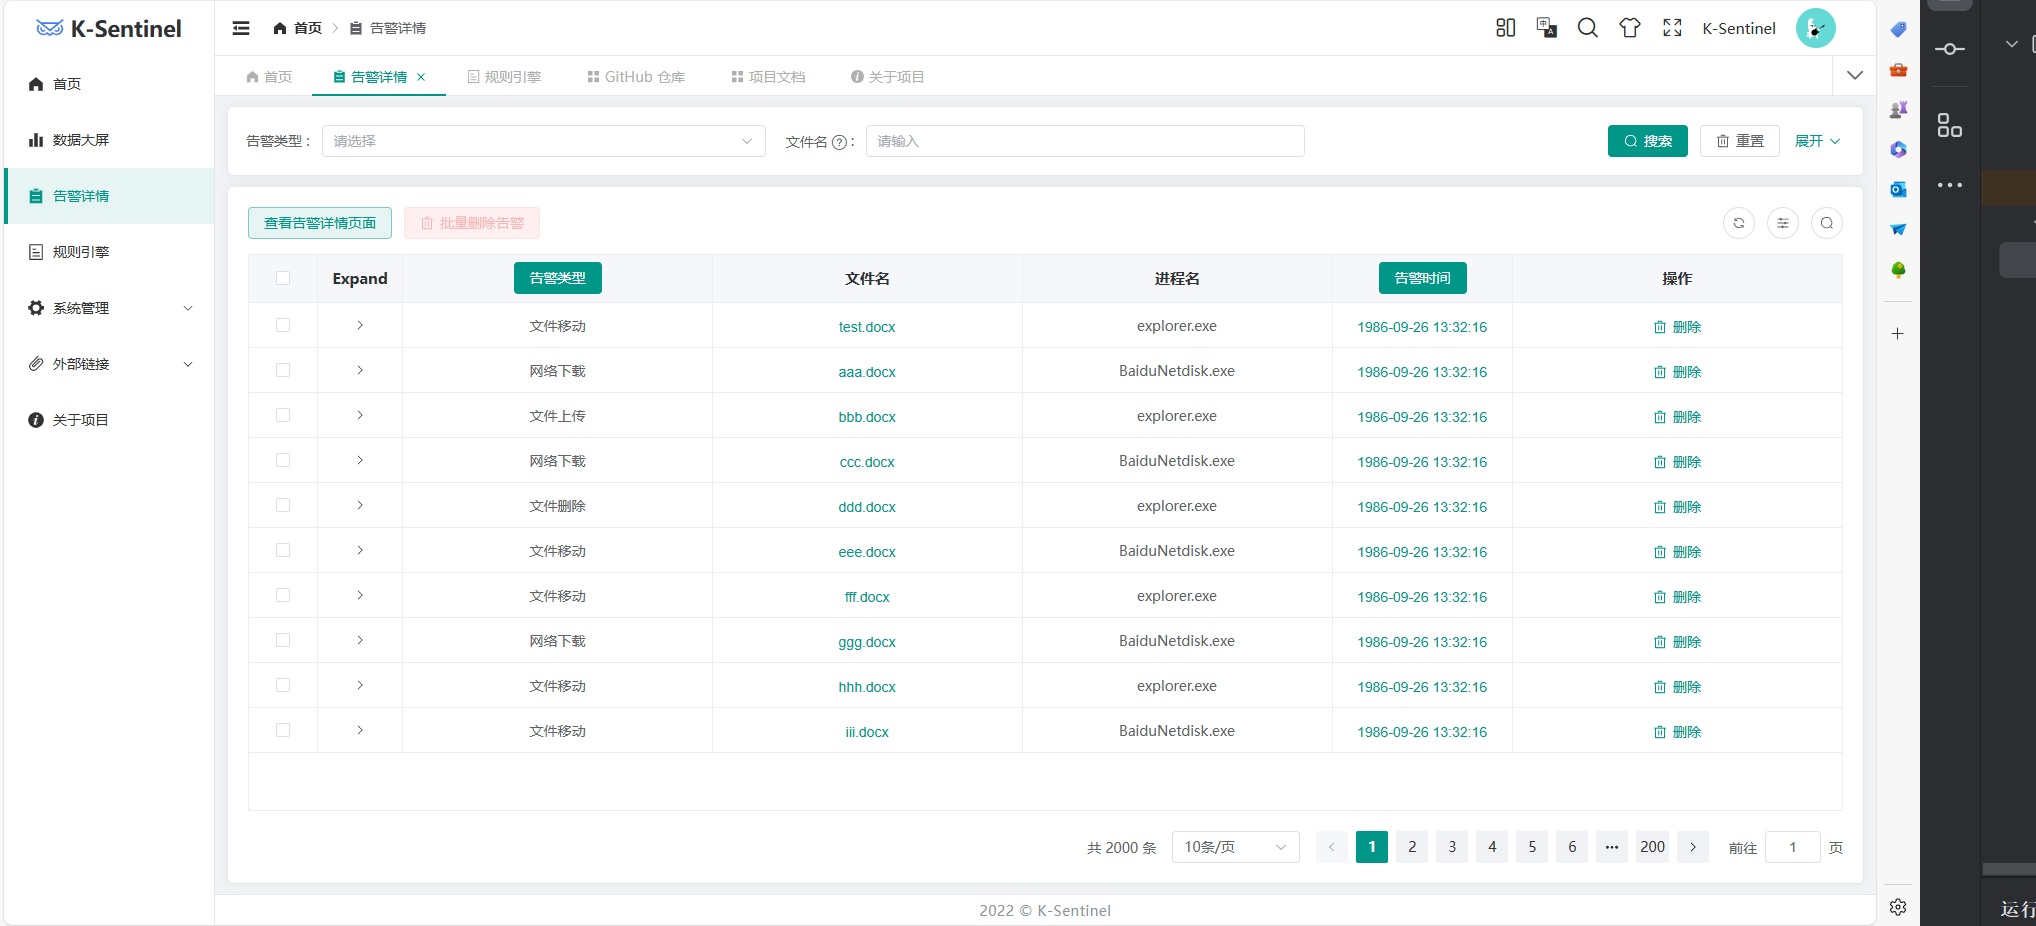 K-Sentinel
首页
数据大屏
告警详情
规则引擎
系统管理
外部链接
关于项目
首页 告警详情
K-Sentinel
首页 告警详情 规则引擎 GitHub 仓库 项目文档 关于项目
告警类型： 请选择 文件名 ： 请输入 搜索 重置 展开
查看告警详情页面 批量删除告警
Expand 告警类型 文件名 进程名 告警时间 操作
文件移动 test.docx explorer.exe 1986-09-26 13:32:16 删除
网络下载 aaa.docx BaiduNetdisk.exe 1986-09-26 13:32:16 删除
文件上传 bbb.docx explorer.exe 1986-09-26 13:32:16 删除
网络下载 ccc.docx BaiduNetdisk.exe 1986-09-26 13:32:16 删除
文件删除 ddd.docx explorer.exe 1986-09-26 13:32:16 删除
文件移动 eee.docx BaiduNetdisk.exe 1986-09-26 13:32:16 删除
文件移动 fff.docx explorer.exe 1986-09-26 13:32:16 删除
网络下载 ggg.docx BaiduNetdisk.exe 1986-09-26 13:32:16 删除
文件移动 hhh.docx explorer.exe 1986-09-26 13:32:16 删除
文件移动 iii.docx BaiduNetdisk.exe 1986-09-26 13:32:16 删除
共 2000 条 10条/页 1 2 3 4 5 6 ••• 200 前往 1 页
2022 © K-Sentinel
运行